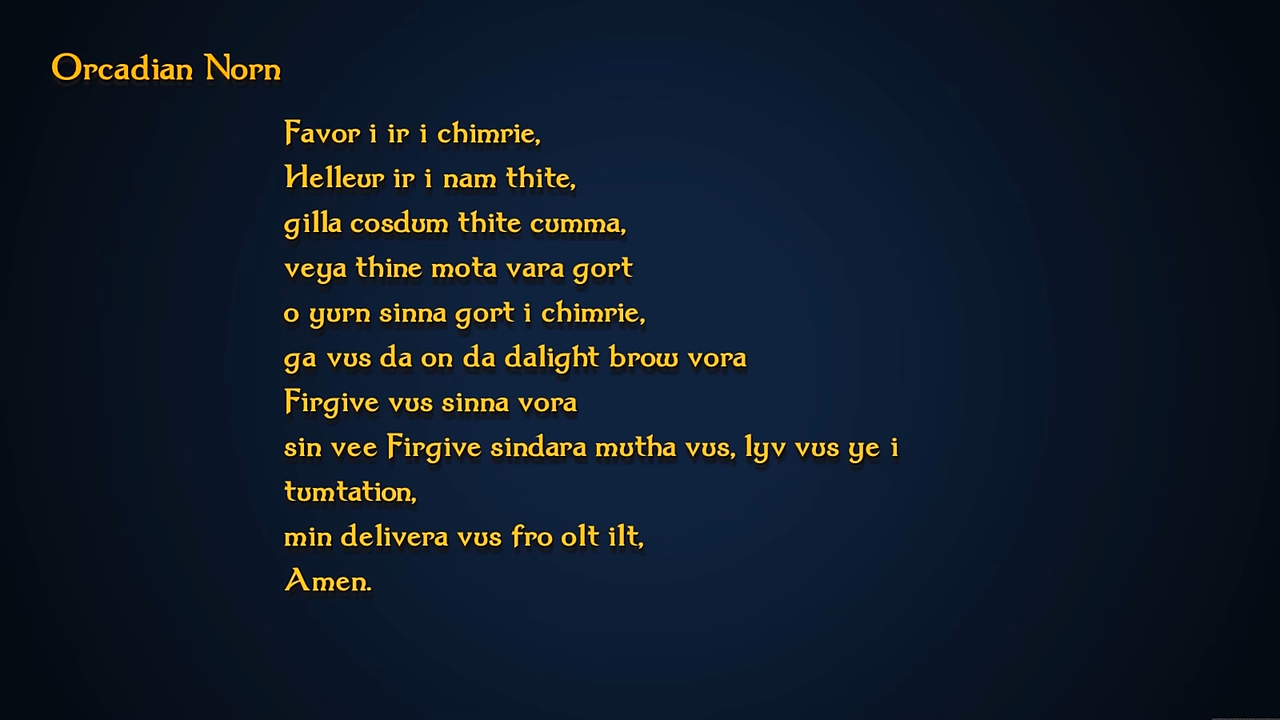 Orcadian Norn
Favor i ir i chimrie,
Helleur ir i nam thite,
gilla cosdum thite cumma,
veya thine mota vara gort
o yurn sinna gort i chimrie,
ga vus da on da dalight brow vora
Firgive vus sinna vora
sin vee Firgive sindara mutha vus, lyv vus ye i
tumtation,
min delivera vus fro olt ilt,
Amen.